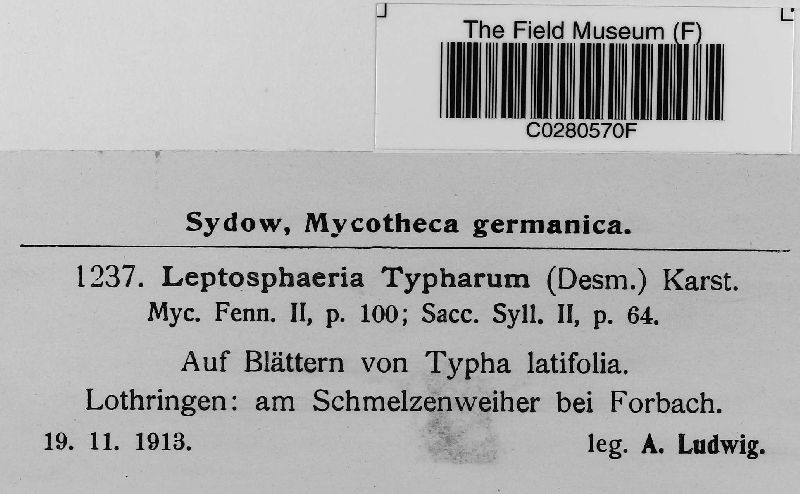 The Field Museum (F)
C0280570F
Sydow, Mycotheca germanica.
1237. Leptosphaeria Typharum (Desm.) Karst.
Myc. Fenn. II, p. 100; Sacc. Syll. II, p. 64.
Auf Blättern von Typha latifolia.
Lothringen: am Schmelzenweiher bei Forbach.
19. 11. 1913. leg. A. Ludwig.